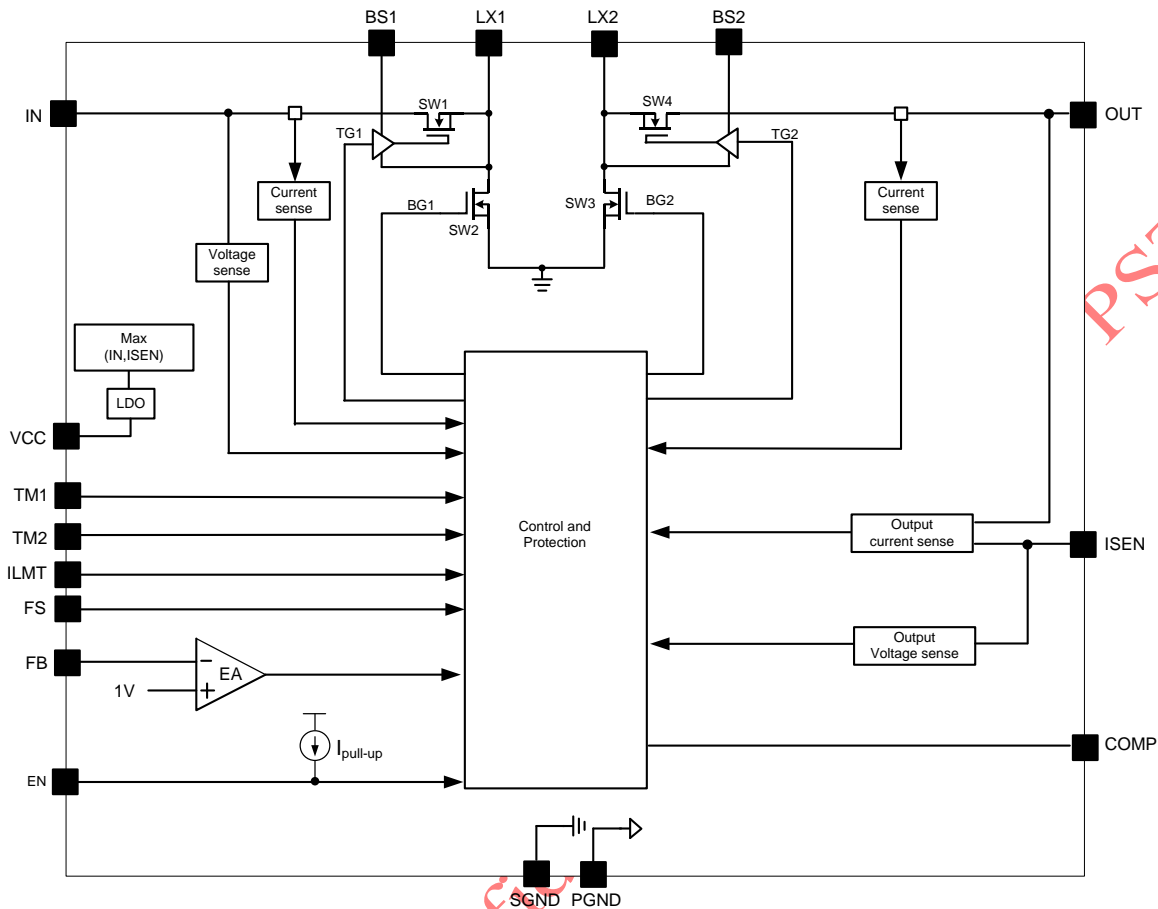 BS1 LX1 LX2 BS2
IN
SW1
SW4
OUT
TG1
TG2
Current
sense
Current
sense
BG1
SW2
SW3
BG2
Voltage
sense
Max
(IN,ISEN)
LDO
VCC
TM1
TM2
ILMT
FS
FB
EA
1V
Ipull-up
EN
Control and
Protection
Output
current sense
ISEN
Output
Voltage sense
COMP
SGND PGND
PST